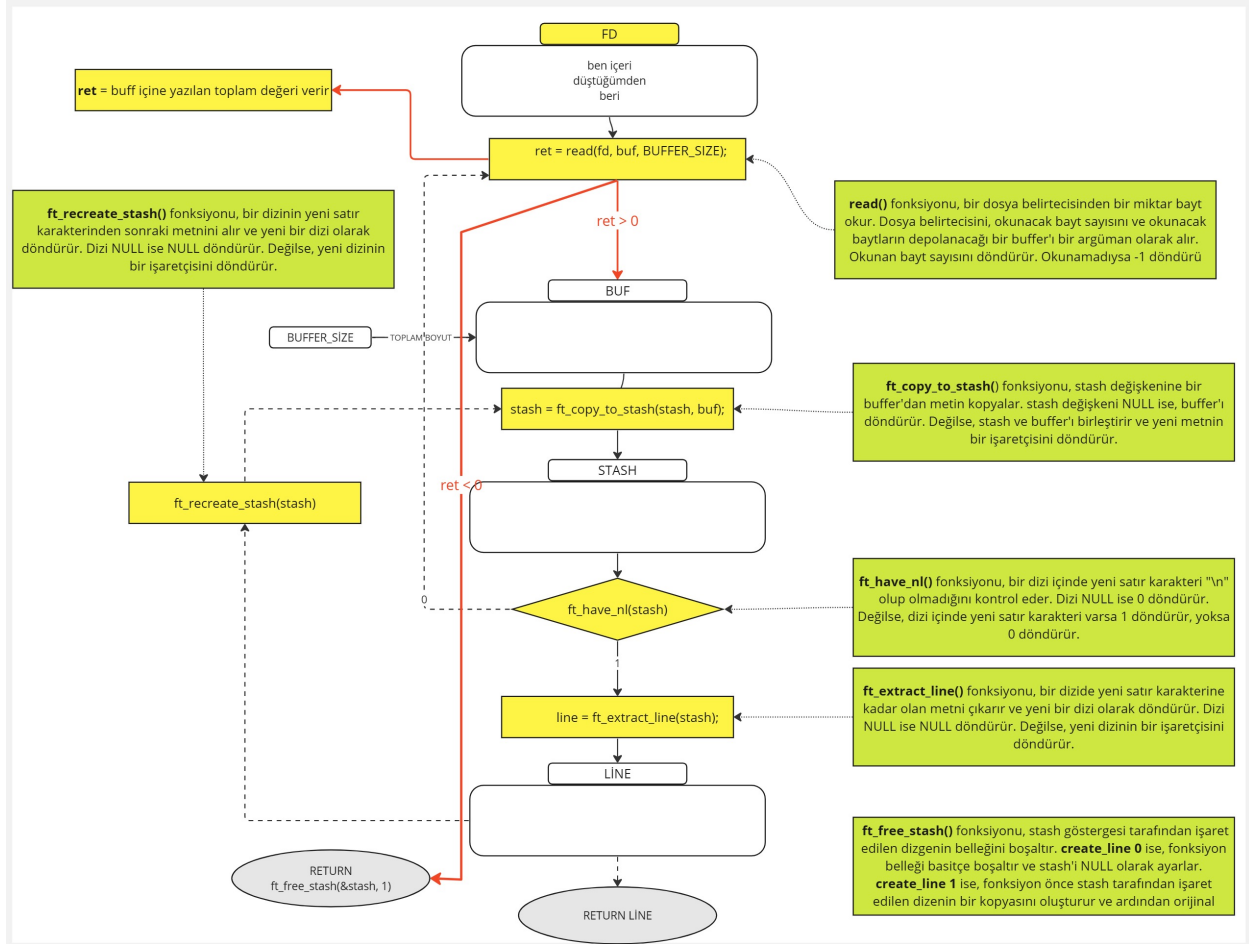 FD
ben içeri
düştüğümden
beri
ret = buff içine yazılan toplam değeri verir
ret = read(fd, buf, BUFFER_SIZE);
ft_recreate_stash() fonksiyonu, bir dizinin yeni satır
karakterinden sonraki metnini alır ve yeni bir dizi olarak
döndürür. Dizi NULL ise NULL döndürür. Değilse, yeni dizinin
bir işaretçisini döndürür.
read() fonksiyonu, bir dosya belirtecisinden bir miktar bayt
okur. Dosya belirtecisini, okunacak bayt sayısını ve okunacak
baytların depolanacağı bir buffer'ı bir argüman olarak alır.
Okunan bayt sayısını döndürür. Okunamadıysa -1 döndürü
ret > 0
BUF
BUFFER_SİZE
TOPLAM BOYUT
stash = ft_copy_to_stash(stash, buf);
ft_copy_to_stash() fonksiyonu, stash değişkenine bir
buffer'dan metin kopyalar. stash değişkeni NULL ise, buffer'ı
döndürür. Değilse, stash ve buffer'ı birleştirir ve yeni metnin
bir işaretçisini döndürür.
STASH
ret < 0
ft_recreate_stash(stash)
ft_have_nl(stash)
0
ft_have_nl() fonksiyonu, bir dizi içinde yeni satır karakteri "\n"
olup olmadığını kontrol eder. Dizi NULL ise 0 döndürür.
Değilse, dizi içinde yeni satır karakteri varsa 1 döndürür, yoksa
0 döndürür.
1
line = ft_extract_line(stash);
ft_extract_line() fonksiyonu, bir dizide yeni satır karakterine
kadar olan metni çıkarır ve yeni bir dizi olarak döndürür. Dizi
NULL ise NULL döndürür. Değilse, yeni dizinin bir işaretçisini
döndürür.
LİNE
ft_free_stash() fonksiyonu, stash göstergesi tarafından işaret
edilen dizgenin belleğini boşaltır. create_line 0 ise, fonksiyon
belleği basitçe boşaltır ve stash'i NULL olarak ayarlar.
create_line 1 ise, fonksiyon önce stash tarafından işaret
edilen dizenin bir kopyasını oluşturur ve ardından orijinal
RETURN
ft_free_stash(&stash, 1)
RETURN LİNE